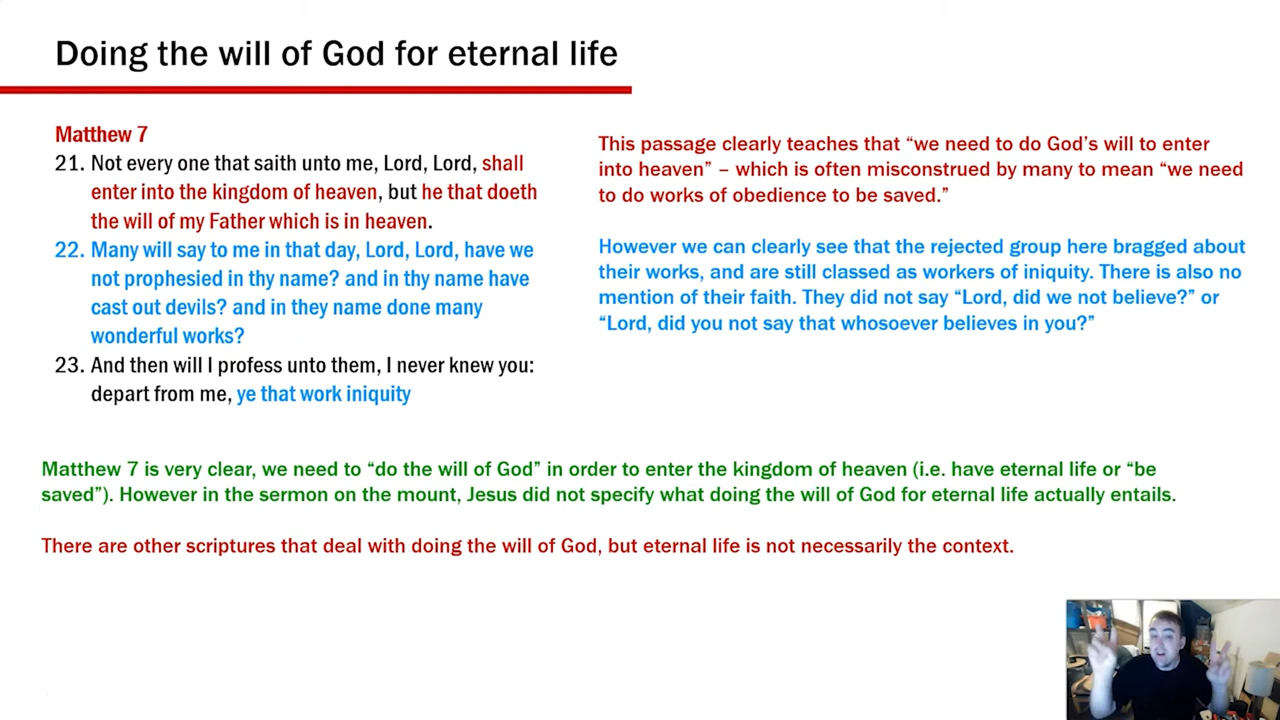 Doing the will of God for eternal life
Matthew 7
21. Not every one that saith unto me, Lord, Lord, shall
enter into the kingdom of heaven, but he that doeth
the will of my Father which is in heaven.
22. Many will say to me in that day, Lord, Lord, have we
not prophesied in thy name? and in thy name have
cast out devils? and in they name done many
wonderful works?
23. And then will I profess unto them, I never knew you:
depart from me, ye that work iniquity
This passage clearly teaches that “we need to do God’s will to enter
into heaven” – which is often misconstrued by many to mean “we need
to do works of obedience to be saved.”
However we can clearly see that the rejected group here bragged about
their works, and are still classed as workers of iniquity. There is also no
mention of their faith. They did not say “Lord, did we not believe?” or
“Lord, did you not say that whosoever believes in you?”
Matthew 7 is very clear, we need to “do the will of God” in order to enter the kingdom of heaven (i.e. have eternal life or “be
saved”). However in the sermon on the mount, Jesus did not specify what doing the will of God for eternal life actually entails.
There are other scriptures that deal with doing the will of God, but eternal life is not necessarily the context.